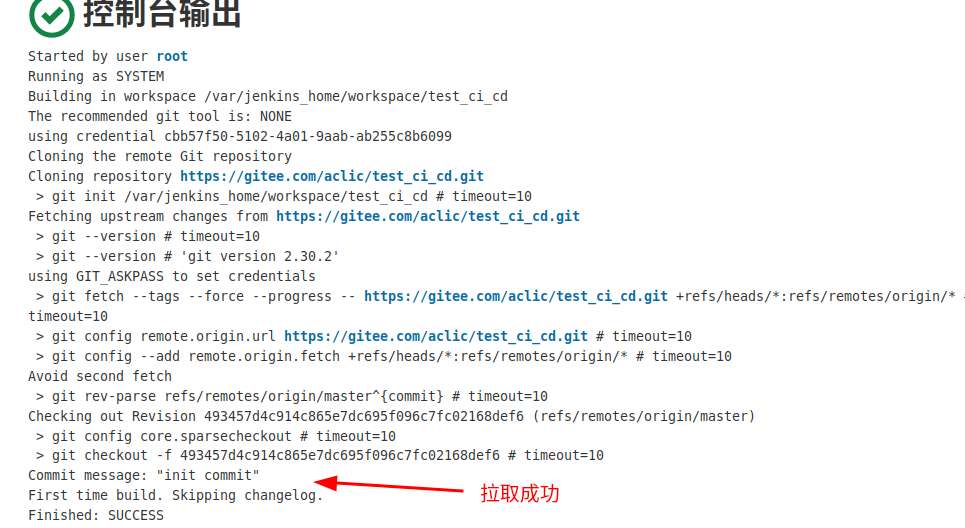 控制台输出
Started by user root
Running as SYSTEM
Building in workspace /var/jenkins_home/workspace/test_ci_cd
The recommended git tool is: NONE
using credential cbb57f50-5102-4a01-9aab-ab255c8b6099
Cloning the remote Git repository
Cloning repository https://gitee.com/aclic/test_ci_cd.git
 > git init /var/jenkins_home/workspace/test_ci_cd # timeout=10
Fetching upstream changes from https://gitee.com/aclic/test_ci_cd.git
 > git --version # timeout=10
 > git --version # 'git version 2.30.2'
using GIT_ASKPASS to set credentials
 > git fetch --tags --force --progress -- https://gitee.com/aclic/test_ci_cd.git +refs/heads/*:refs/remotes/origin/* #
timeout=10
 > git config remote.origin.url https://gitee.com/aclic/test_ci_cd.git # timeout=10
 > git config --add remote.origin.fetch +refs/heads/*:refs/remotes/origin/* # timeout=10
Avoid second fetch
 > git rev-parse refs/remotes/origin/master^{commit} # timeout=10
Checking out Revision 493457d4c914c865e7dc695f096c7fc02168def6 (refs/remotes/origin/master)
 > git config core.sparsecheckout # timeout=10
 > git checkout -f 493457d4c914c865e7dc695f096c7fc02168def6 # timeout=10
Commit message: "init commit"
First time build. Skipping changelog.
拉取成功
Finished: SUCCESS